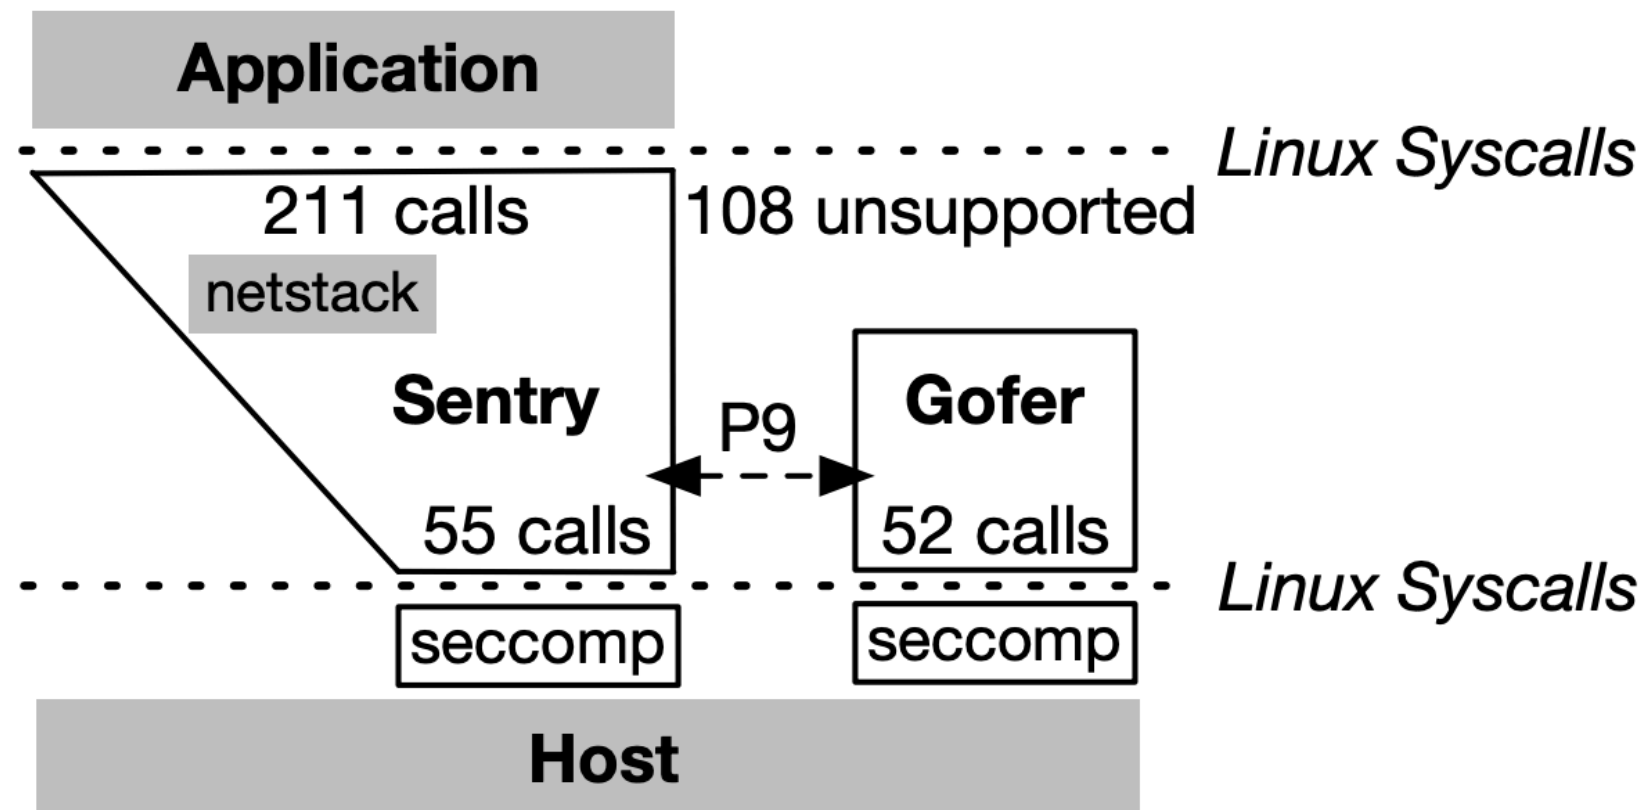 Application
Linux Syscalls
211 calls
108 unsupported
netstack
Sentry
P9
Gofer
55 calls
52 calls
Linux Syscalls
seccomp
seccomp
Host